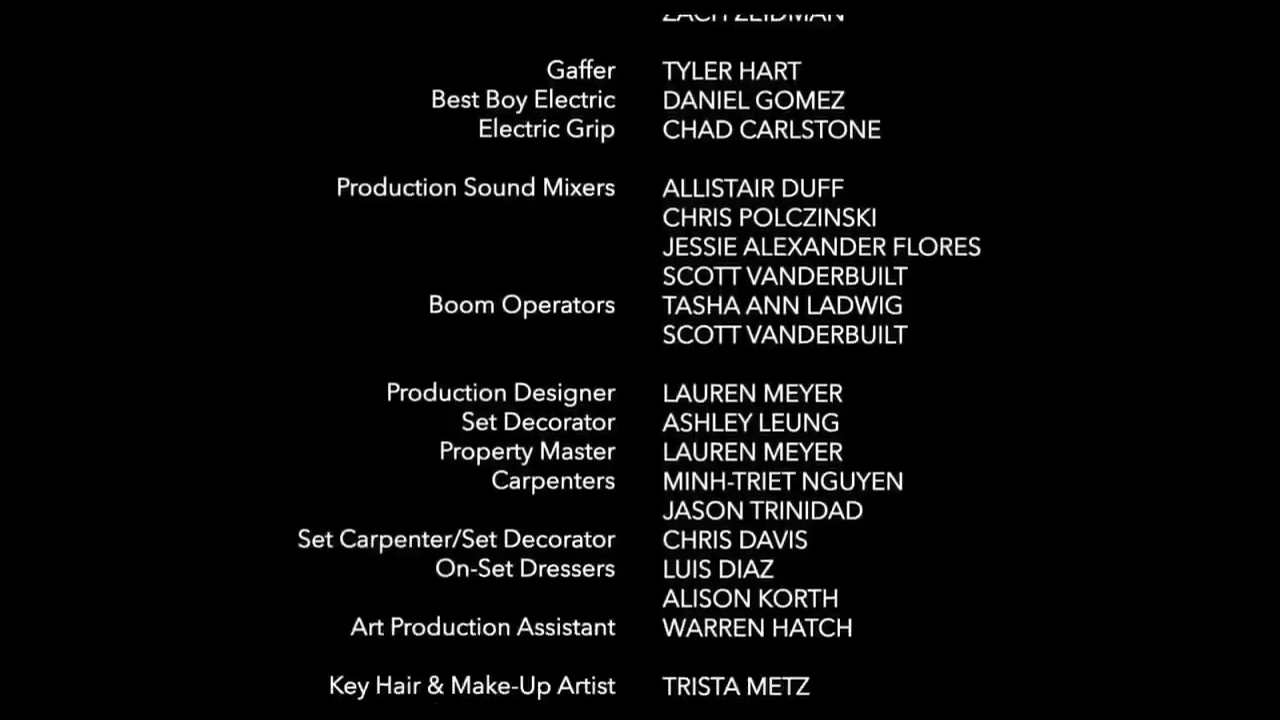 ZACH ZEIDMAN
Gaffer TYLER HART
Best Boy Electric DANIEL GOMEZ
Electric Grip CHAD CARLSTONE
Production Sound Mixers ALLISTAIR DUFF
CHRIS POLCZINSKI
JESSIE ALEXANDER FLORES
SCOTT VANDERBUILT
Boom Operators TASHA ANN LADWIG
SCOTT VANDERBUILT
Production Designer LAUREN MEYER
Set Decorator ASHLEY LEUNG
Property Master LAUREN MEYER
Carpenters MINH-TRIET NGUYEN
JASON TRINIDAD
Set Carpenter/Set Decorator CHRIS DAVIS
On-Set Dressers LUIS DIAZ
ALISON KORTH
Art Production Assistant WARREN HATCH
Key Hair & Make-Up Artist TRISTA METZ